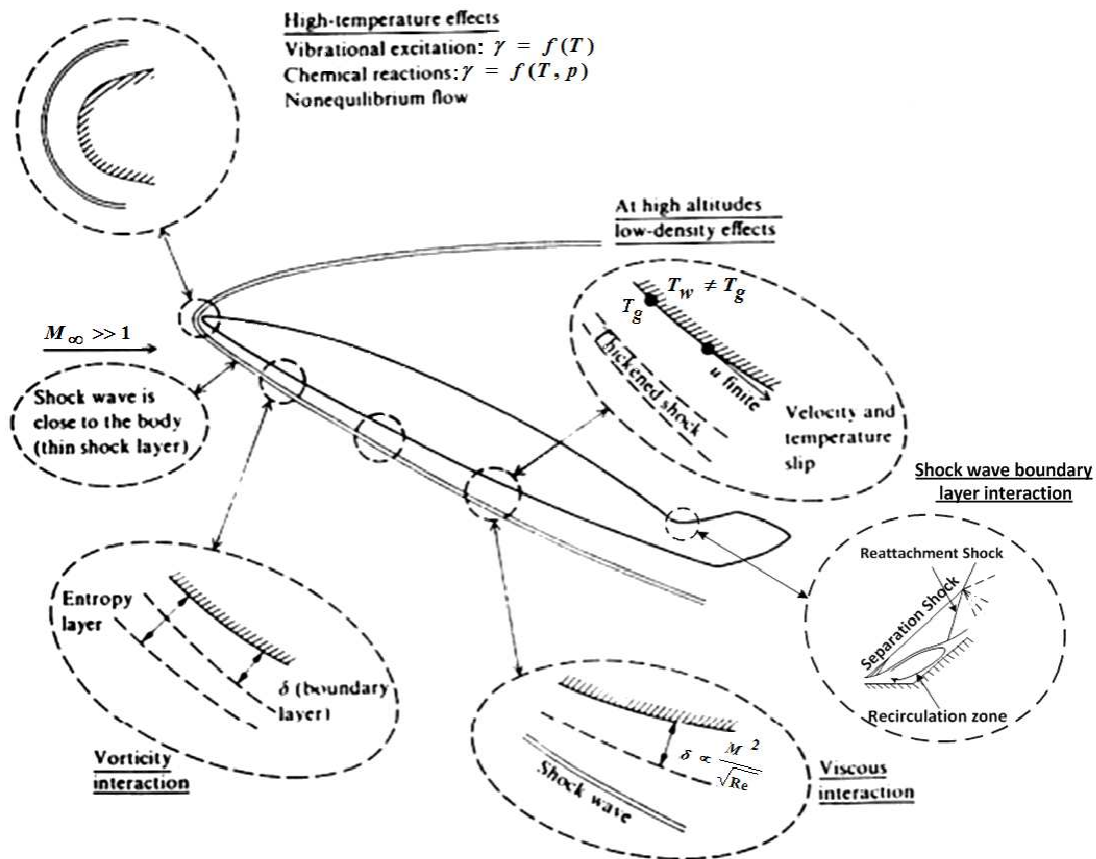 High-temperature effects
Vibrational excitation: γ = f(T)
Chemical reactions: γ = f(T, p)
Nonequilibrium flow
At high altitudes
low-density effects
T_w ≠ T_g
T_g
u finite
Thickened shock
Velocity and
temperature
slip
M_∞ >> 1
Shock wave is
close to the body
(thin shock layer)
Shock wave boundary
layer interaction
Reattachment Shock
Separation Shock
Recirculation zone
Entropy
layer
δ (boundary
layer)
Vorticity
interaction
δ ∝ M²/√Re
Shock wave
Viscous
interaction